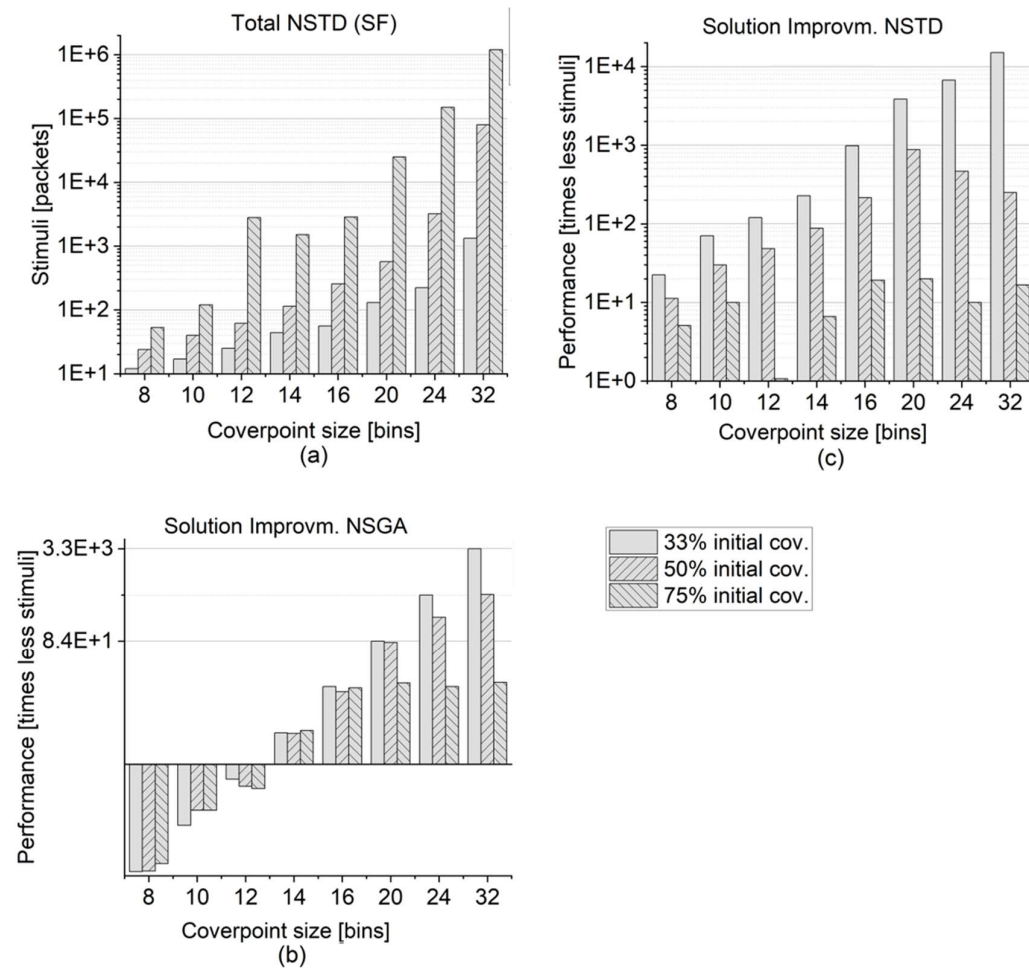 Total NSTD (SF)
Stimuli [packets]
1E+6
1E+5
1E+4
1E+3
1E+2
1E+1
8 10 12 14 16 20 24 32
Coverpoint size [bins]
(a)
Solution Improvm. NSTD
Performance [times less stimuli]
1E+4
1E+3
1E+2
1E+1
1E+0
8 10 12 14 16 20 24 32
Coverpoint size [bins]
(c)
Solution Improvm. NSGA
Performance [times less stimuli]
3.3E+3
8.4E+1
8 10 12 14 16 20 24 32
Coverpoint size [bins]
(b)
33% initial cov.
50% initial cov.
75% initial cov.